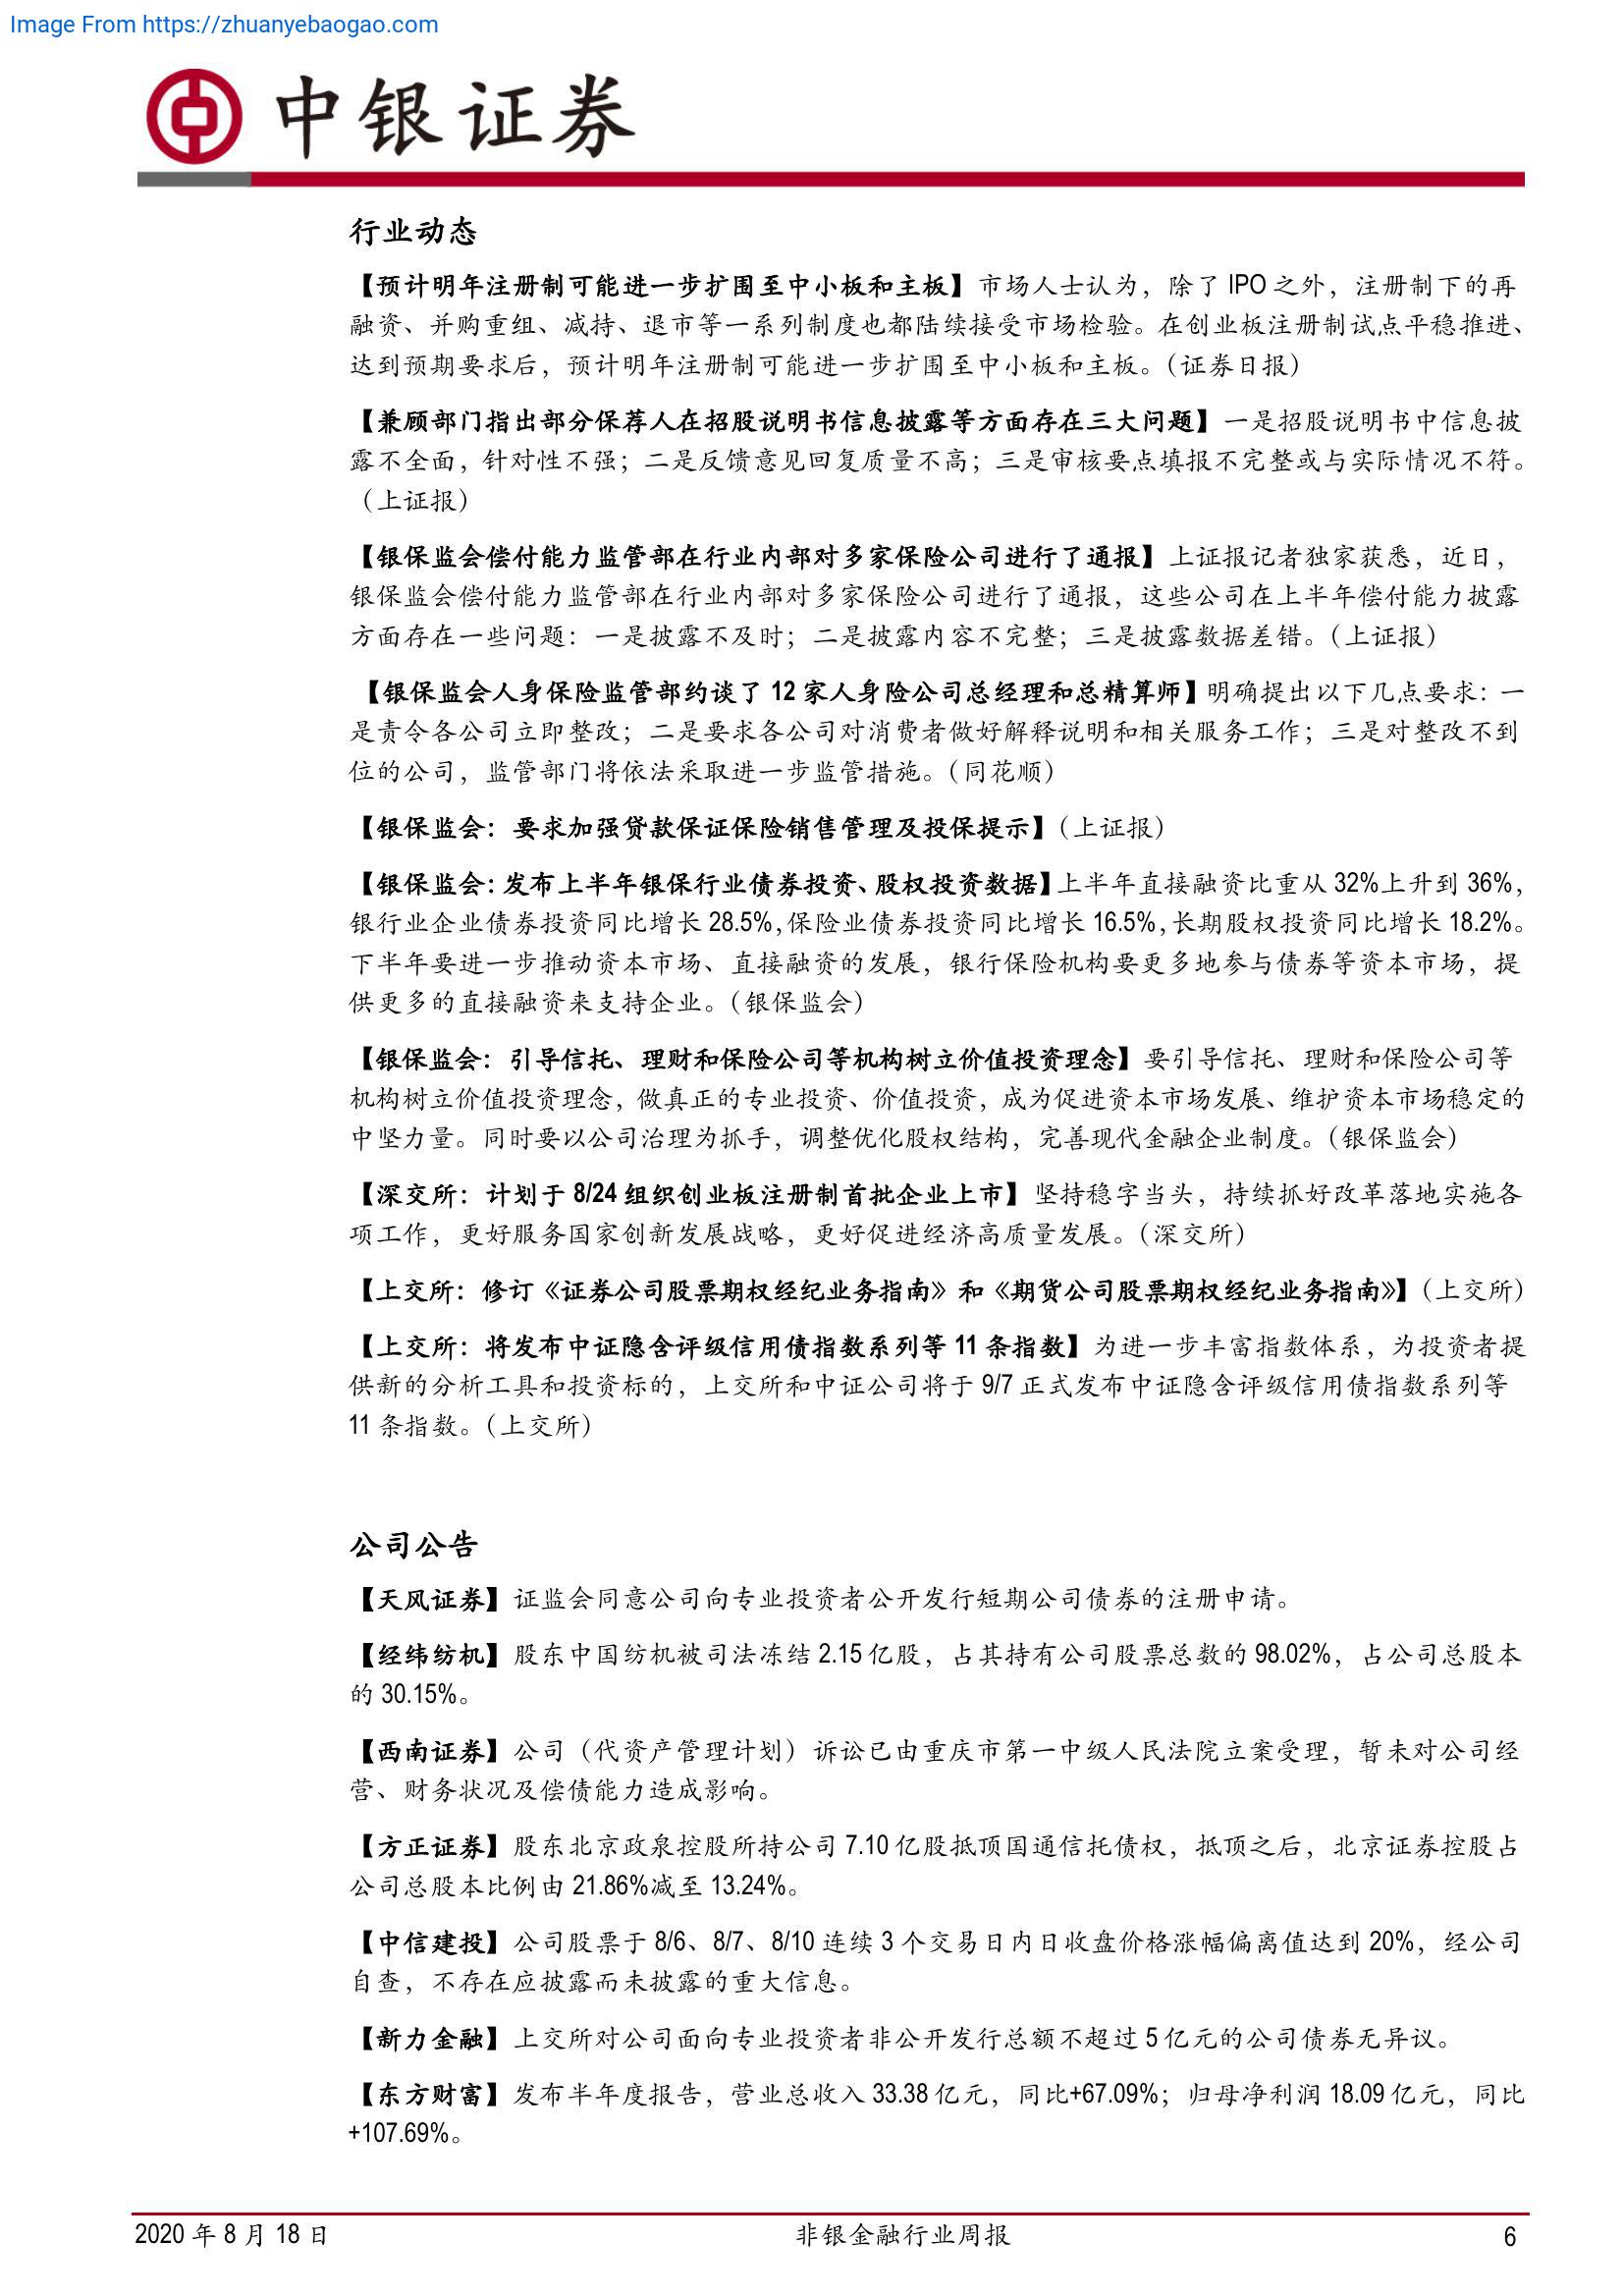 Image From https://zhuanyebaogao.com
中银证券
行业动态
【预计明年注册制可能进一步扩围至中小板和主板】市场人士认为，除了 IPO 之外，注册制下的再
融资、并购重组、减持、退市等一系列制度也都陆续接受市场检验。在创业板注册制试点平稳推进、
达到预期要求后，预计明年注册制可能进一步扩围至中小板和主板。（证券日报）
【兼顾部门指出部分保荐人在招股说明书信息披露等方面存在三大问题】一是招股说明书中信息披
露不全面，针对性不强；二是反馈意见回复质量不高；三是审核要点填报不完整或与实际情况不符。
（上证报）
【银保监会偿付能力监管部在行业内部对多家保险公司进行了通报】上证报记者独家获悉，近日，
银保监会偿付能力监管部在行业内部对多家保险公司进行了通报，这些公司在上半年偿付能力披露
方面存在一些问题：一是披露不及时；二是披露内容不完整；三是披露数据差错。（上证报）
【银保监会人身保险监管部约谈了 12 家人身险公司总经理和总精算师】明确提出以下几点要求：一
是责令各公司立即整改；二是要求各公司对消费者做好解释说明和相关服务工作；三是对整改不到
位的公司，监管部门将依法采取进一步监管措施。（同花顺）
【银保监会：要求加强贷款保证保险销售管理及投保提示】（上证报）
【银保监会：发布上半年银保行业债券投资、股权投资数据】上半年直接融资比重从 32%上升到 36%，
银行业企业债券投资同比增长 28.5%，保险业债券投资同比增长 16.5%，长期股权投资同比增长 18.2%。
下半年要进一步推动资本市场、直接融资的发展，银行保险机构要更多地参与债券等资本市场，提
供更多的直接融资来支持企业。（银保监会）
【银保监会：引导信托、理财和保险公司等机构树立价值投资理念】要引导信托、理财和保险公司等
机构树立价值投资理念，做真正的专业投资、价值投资，成为促进资本市场发展、维护资本市场稳定的
中坚力量。同时要以公司治理为抓手，调整优化股权结构，完善现代金融企业制度。（银保监会）
【深交所：计划于 8/24 组织创业板注册制首批企业上市】坚持稳字当头，持续抓好改革落地实施各
项工作，更好服务国家创新发展战略，更好促进经济高质量发展。（深交所）
【上交所：修订《证券公司股票期权经纪业务指南》和《期货公司股票期权经纪业务指南》】（上交所）
【上交所：将发布中证隐含评级信用债指数系列等 11 条指数】为进一步丰富指数体系，为投资者提
供新的分析工具和投资标的，上交所和中证公司将于 9/7 正式发布中证隐含评级信用债指数系列等
11 条指数。（上交所）
公司公告
【天风证券】证监会同意公司向专业投资者公开发行短期公司债券的注册申请。
【经纬纺机】股东中国纺机被司法冻结 2.15 亿股，占其持有公司股票总数的 98.02%，占公司总股本
的 30.15%。
【西南证券】公司（代资产管理计划）诉讼已由重庆市第一中级人民法院立案受理，暂未对公司经
营、财务状况及偿债能力造成影响。
【方正证券】股东北京政泉控股所持公司 7.10 亿股抵顶国通信托债权，抵顶之后，北京证券控股占
公司总股本比例由 21.86%减至 13.24%。
【中信建投】公司股票于 8/6、8/7、8/10 连续 3 个交易日内日收盘价格涨幅偏离值达到 20%，经公司
自查，不存在应披露而未披露的重大信息。
【新力金融】上交所对公司面向专业投资者非公开发行总额不超过 5 亿元的公司债券无异议。
【东方财富】发布半年度报告，营业总收入 33.38 亿元，同比+67.09%；归母净利润 18.09 亿元，同比
+107.69%。
2020 年 8 月 18 日
非银金融行业周报
6